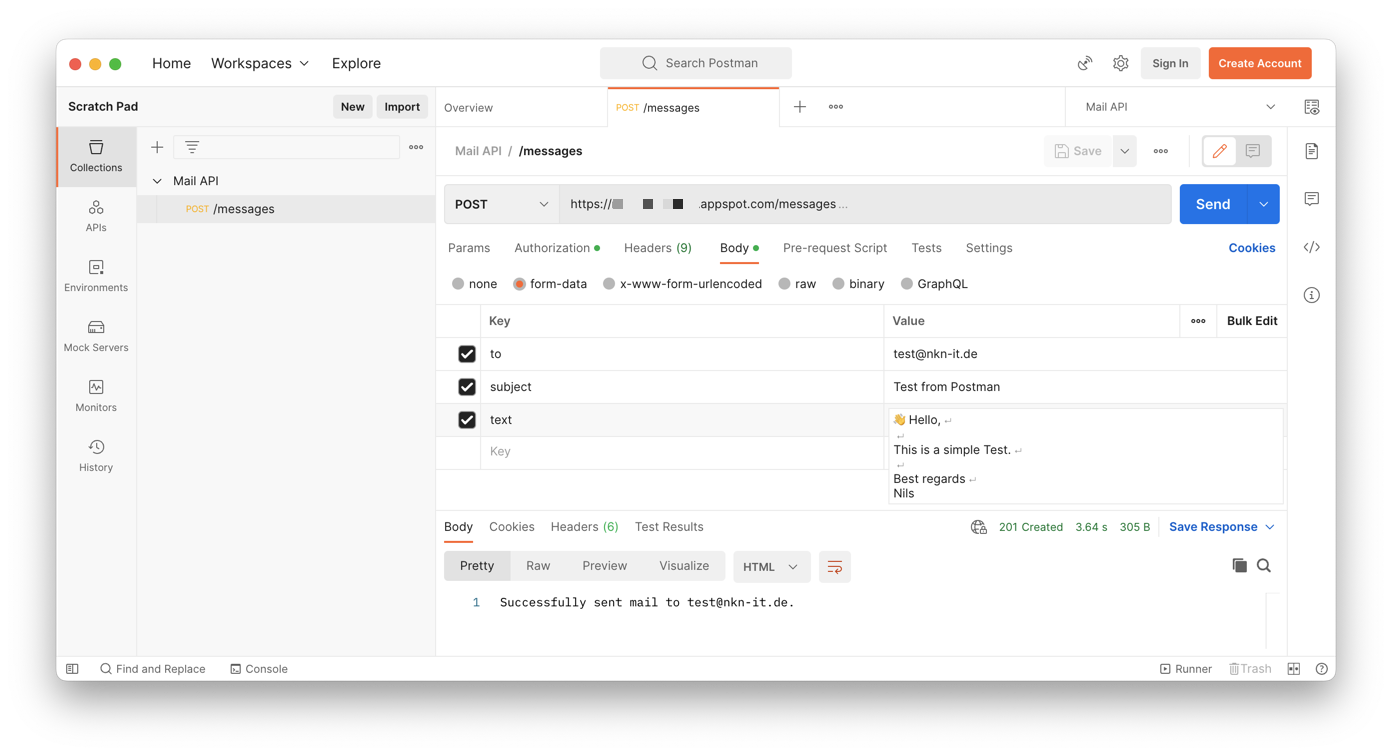 Home Workspaces Explore Search Postman Sign In Create Account
Scratch Pad New Import Overview POST /messages Mail API
Collections
Mail API / /messages Save
Mail API
POST /messages
POST https:// .appspot.com/messages ...
APIs
Params Authorization Headers (9) Body Pre-request Script Tests Settings Cookies
Environments
none form-data x-www-form-urlencoded raw binary GraphQL
Key Value Bulk Edit
Mock Servers
to test@nkn-it.de
subject Test from Postman
Monitors
text 👋 Hello, ↵
↵
Key This is a simple Test. ↵
↵
History
Best regards ↵
Nils
Body Cookies Headers (6) Test Results 201 Created 3.64 s 305 B Save Response
Pretty Raw Preview Visualize HTML
1 Successfully sent mail to test@nkn-it.de.
Find and Replace Console Runner Trash